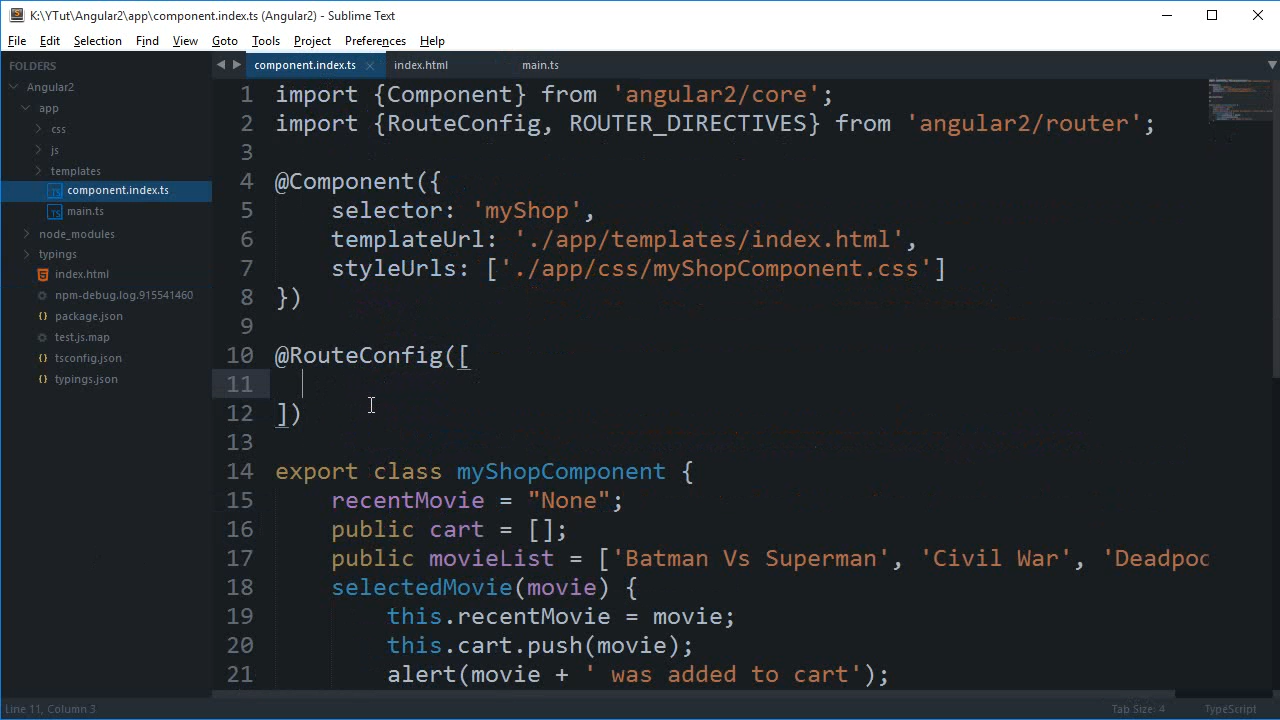 K:\YTut\Angular2\app\component.index.ts (Angular2) - Sublime Text
File Edit Selection Find View Goto Tools Project Preferences Help
FOLDERS
Angular2
app
css
js
templates
component.index.ts
main.ts
node_modules
typings
index.html
npm-debug.log.915541460
package.json
test.js.map
tsconfig.json
typings.json
component.index.ts index.html main.ts
1 import {Component} from 'angular2/core';
2 import {RouteConfig, ROUTER_DIRECTIVES} from 'angular2/router';
3
4 @Component({
5 selector: 'myShop',
6 templateUrl: './app/templates/index.html',
7 styleUrls: ['./app/css/myShopComponent.css']
8 })
9
10 @RouteConfig([
11
12 ])
13
14 export class myShopComponent {
15 recentMovie = "None";
16 public cart = [];
17 public movieList = ['Batman Vs Superman', 'Civil War', 'Deadpoo
18 selectedMovie(movie) {
19 this.recentMovie = movie;
20 this.cart.push(movie);
21 alert(movie + ' was added to cart');
Line 11, Column 3 Tab Size: 4 TypeScript